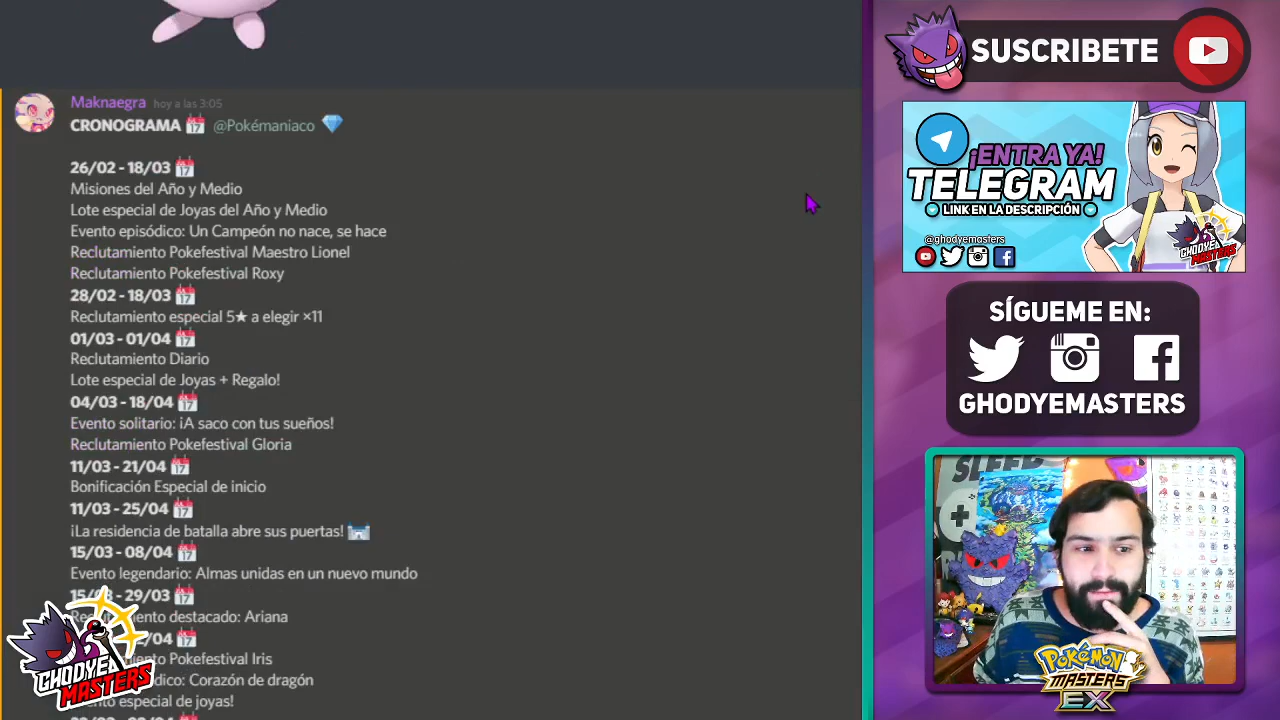 Maknaegra hoy a las 3:05
CRONOGRAMA @Pokémaniaco
26/02 - 18/03
Misiones del Año y Medio
Lote especial de Joyas del Año y Medio
Evento episódico: Un Campeón no nace, se hace
Reclutamiento Pokefestival Maestro Lionel
Reclutamiento Pokefestival Roxy
28/02 - 18/03
Reclutamiento especial 5★ a elegir ×11
01/03 - 01/04
Reclutamiento Diario
Lote especial de Joyas + Regalo!
04/03 - 18/04
Evento solitario: ¡A saco con tus sueños!
Reclutamiento Pokefestival Gloria
11/03 - 21/04
Bonificación Especial de inicio
11/03 - 25/04
¡La residencia de batalla abre sus puertas!
15/03 - 08/04
Evento legendario: Almas unidas en un nuevo mundo
29/03
destacado: Ariana
Pokefestival Iris
Corazón de dragón
especial de joyas!
GHODYE
MASTERS
SUSCRIBETE
¡ENTRA YA!
TELEGRAM
LINK EN LA DESCRIPCIÓN
@ghodyemasters
GHODYE
MASTERS
SÍGUEME EN:
GHODYEMASTERS
SLEED
POKÉMON
MASTERS
EX